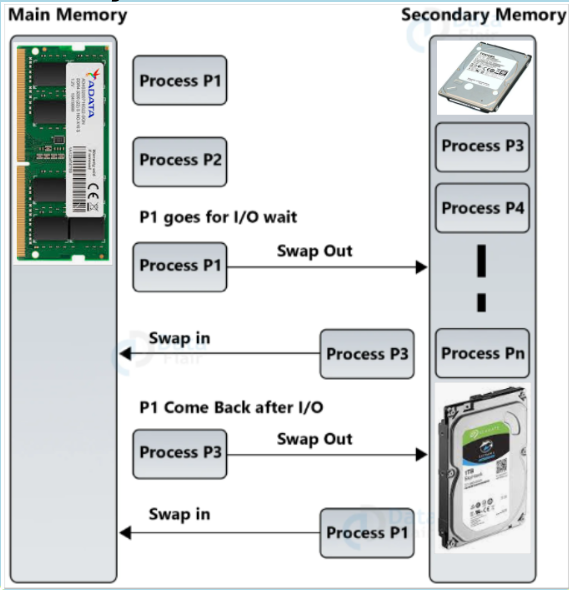 Main Memory
Secondary Memory
ADATA
Process P1
Process P3
Process P2
Process P4
P1 goes for I/O wait
Process P1
Swap Out
Swap in
Process P3
Process Pn
P1 Come Back after I/O
Process P3
Swap Out
Swap in
Process P1
1TB